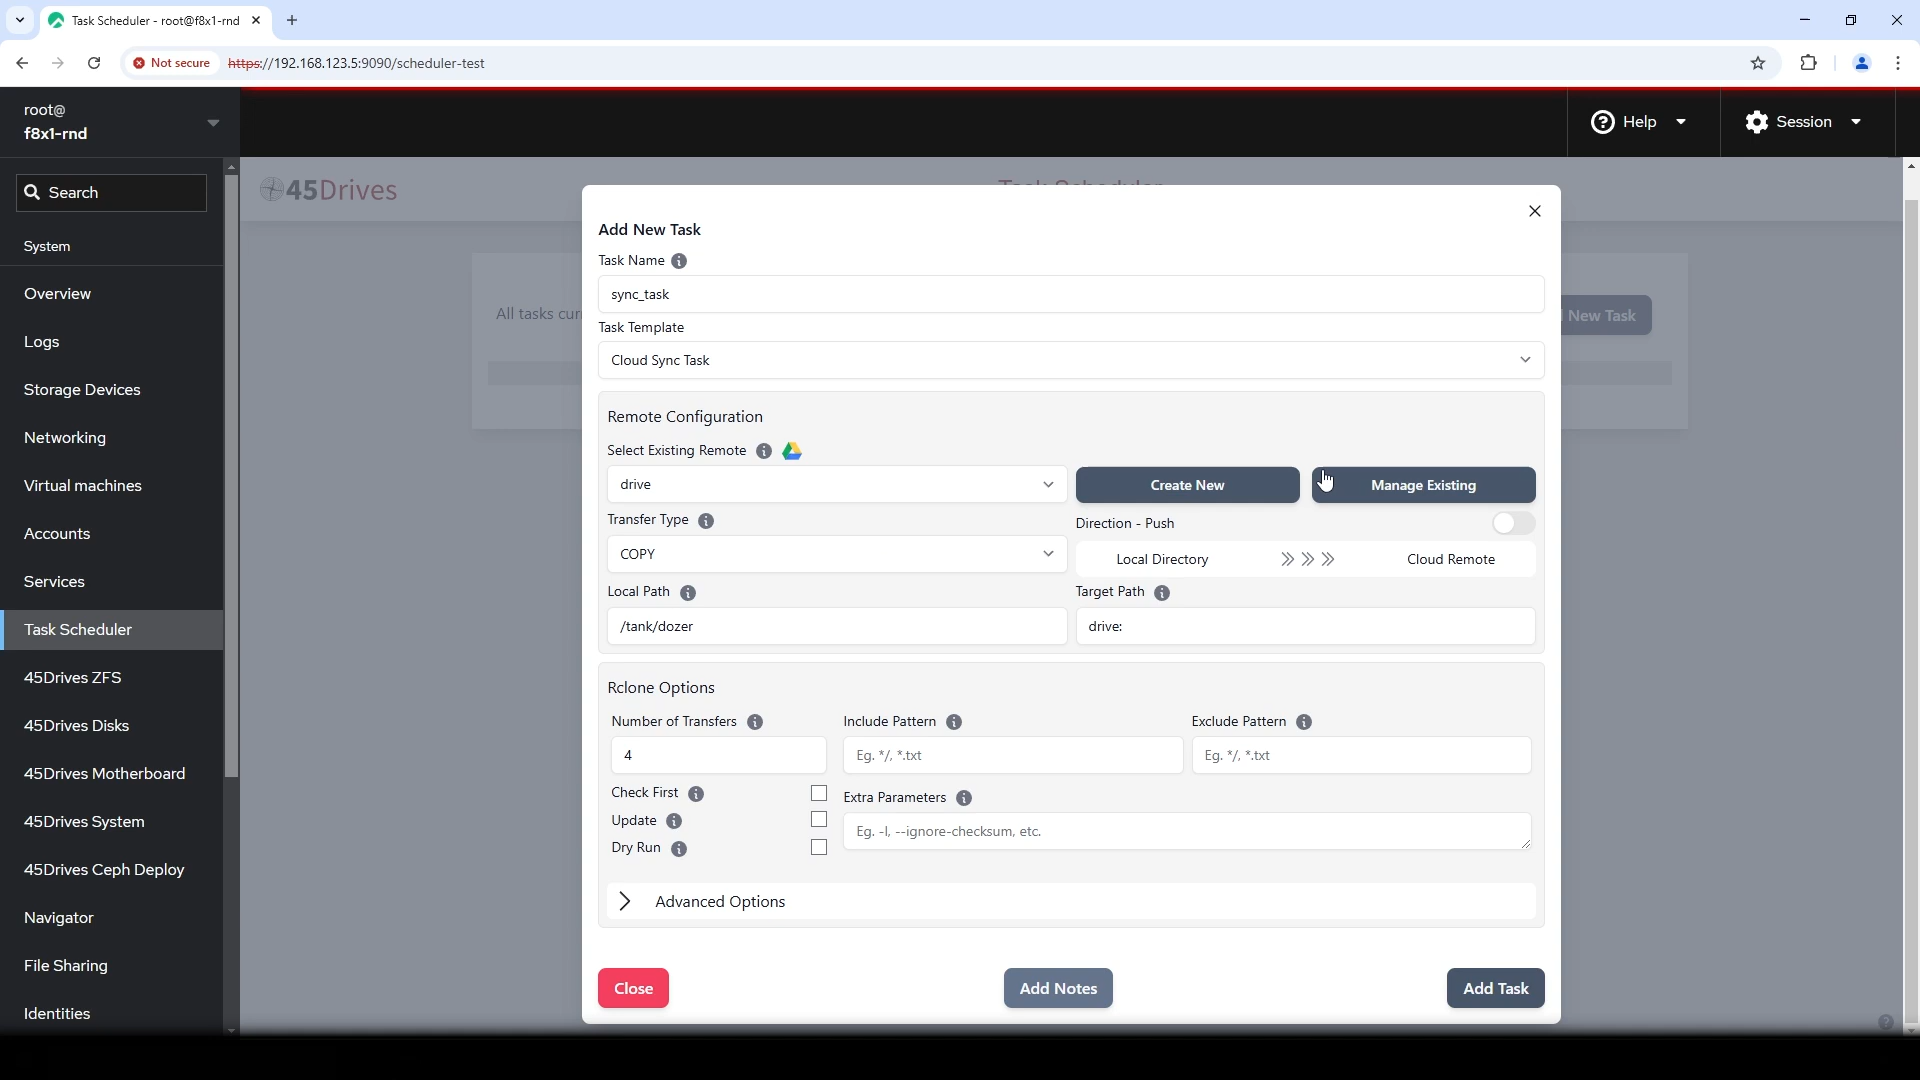 Task Scheduler - root@f8x1-rnd
Not secure https://192.168.123.5:9090/scheduler-test
root@
f8x1-rnd
Help
Session
Search
System
Overview
Logs
Storage Devices
Networking
Virtual machines
Accounts
Services
Task Scheduler
45Drives ZFS
45Drives Disks
45Drives Motherboard
45Drives System
45Drives Ceph Deploy
Navigator
File Sharing
Identities
45Drives
Task Scheduler
All tasks cur
New Task
Add New Task
Task Name
sync_task
Task Template
Cloud Sync Task
Remote Configuration
Select Existing Remote
drive
Create New
Manage Existing
Transfer Type
Direction - Push
COPY
Local Directory
Cloud Remote
Local Path
Target Path
/tank/dozer
drive:
Rclone Options
Number of Transfers
Include Pattern
Exclude Pattern
4
Eg. */, *.txt
Eg. */, *.txt
Check First
Extra Parameters
Update
Eg. -l, --ignore-checksum, etc.
Dry Run
Advanced Options
Close
Add Notes
Add Task